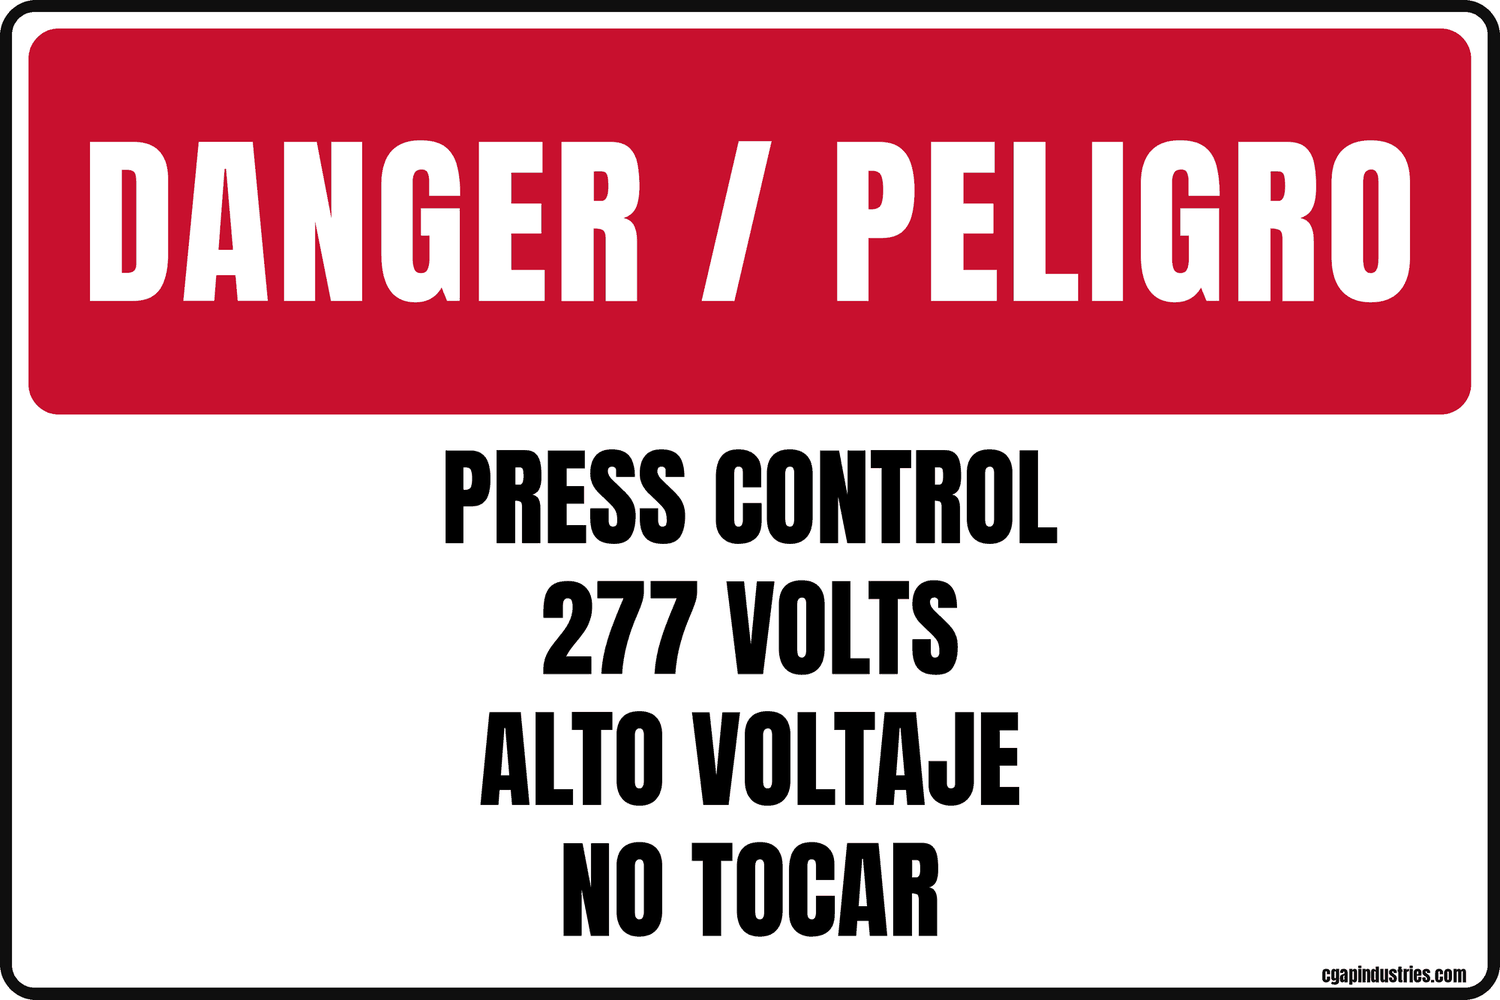 DANGER / PELIGRO
PRESS CONTROL
277 VOLTS
ALTO VOLTAJE
NO TOCAR
cgapindustries.com